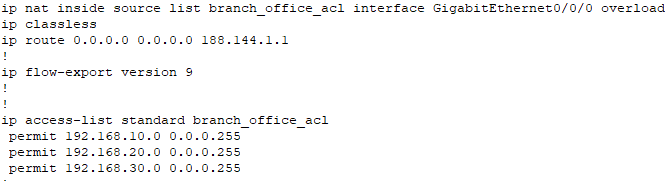 ip nat inside source list branch_office_acl interface GigabitEthernet0/0/0 overload
ip classless
ip route 0.0.0.0 0.0.0.0 188.144.1.1
!
ip flow-export version 9
!
!
ip access-list standard branch_office_acl
 permit 192.168.10.0 0.0.0.255
 permit 192.168.20.0 0.0.0.255
 permit 192.168.30.0 0.0.0.255